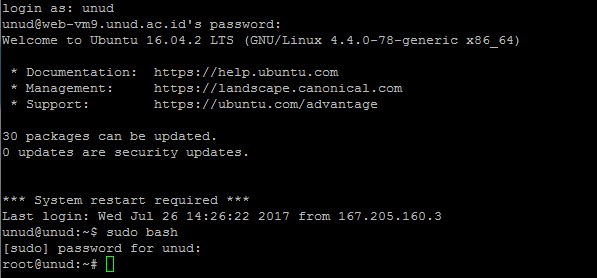 login as: unud
unud@web-vm9.unud.ac.id's password:
Welcome to Ubuntu 16.04.2 LTS (GNU/Linux 4.4.0-78-generic x86_64)
* Documentation:  https://help.ubuntu.com
* Management:     https://landscape.canonical.com
* Support:        https://ubuntu.com/advantage
30 packages can be updated.
0 updates are security updates.
*** System restart required ***
Last login: Wed Jul 26 14:26:22 2017 from 167.205.160.3
unud@unud:~$ sudo bash
[sudo] password for unud:
root@unud:~#